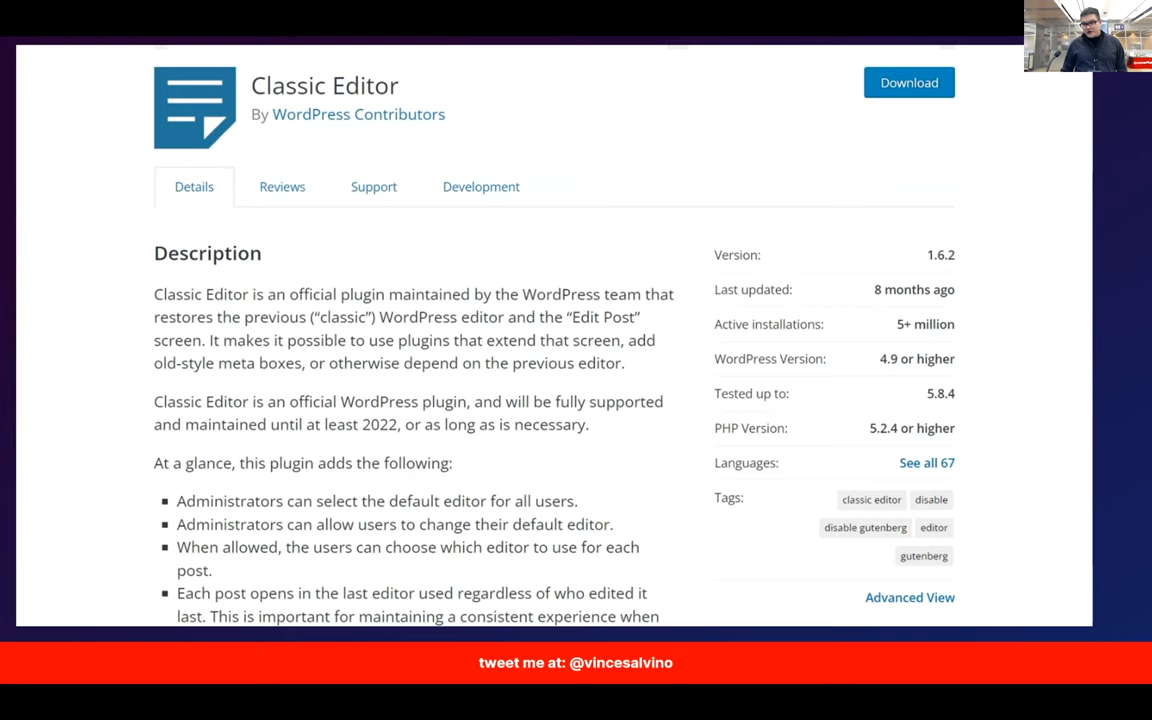 Classic Editor
By WordPress Contributors
Download
Details
Reviews
Support
Development
Description
Classic Editor is an official plugin maintained by the WordPress team that
restores the previous (“classic”) WordPress editor and the “Edit Post”
screen. It makes it possible to use plugins that extend that screen, add
old-style meta boxes, or otherwise depend on the previous editor.
Classic Editor is an official WordPress plugin, and will be fully supported
and maintained until at least 2022, or as long as is necessary.
At a glance, this plugin adds the following:
Administrators can select the default editor for all users.
Administrators can allow users to change their default editor.
When allowed, the users can choose which editor to use for each
post.
Each post opens in the last editor used regardless of who edited it
last. This is important for maintaining a consistent experience when
Version: 1.6.2
Last updated: 8 months ago
Active installations: 5+ million
WordPress Version: 4.9 or higher
Tested up to: 5.8.4
PHP Version: 5.2.4 or higher
Languages: See all 67
Tags: classic editor disable
disable gutenberg editor
gutenberg
Advanced View
tweet me at: @vincesalvino